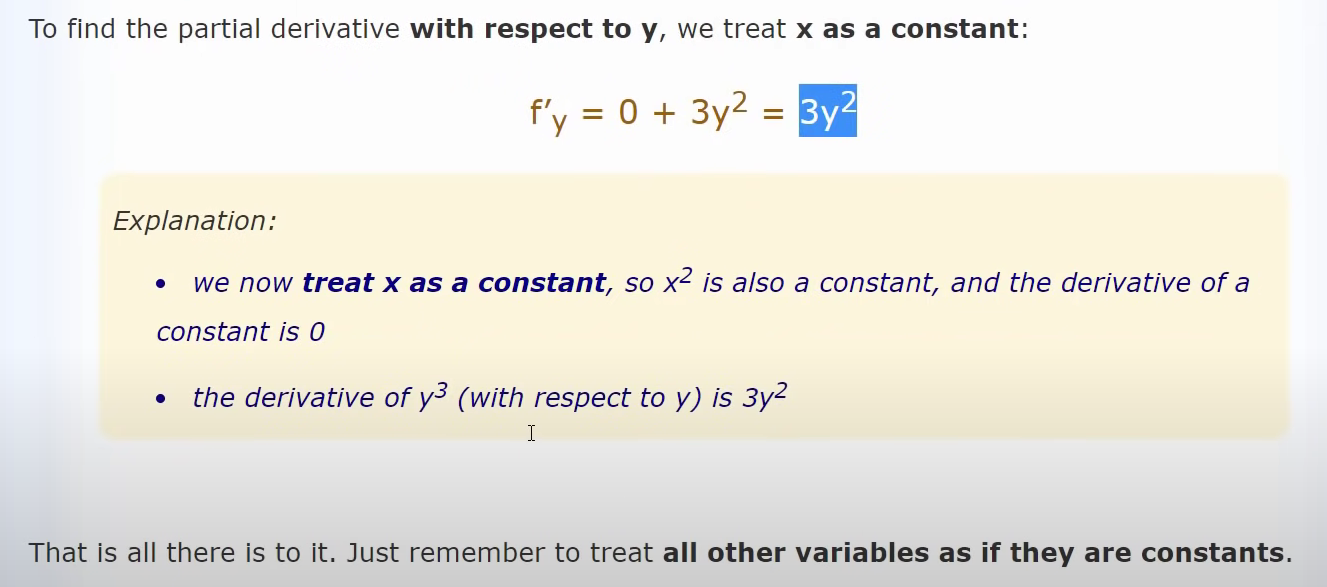 To find the partial derivative with respect to y, we treat x as a constant:
f′y = 0 + 3y² = 3y²
Explanation:
• we now treat x as a constant, so x² is also a constant, and the derivative of a
constant is 0
• the derivative of y³ (with respect to y) is 3y²
That is all there is to it. Just remember to treat all other variables as if they are constants.